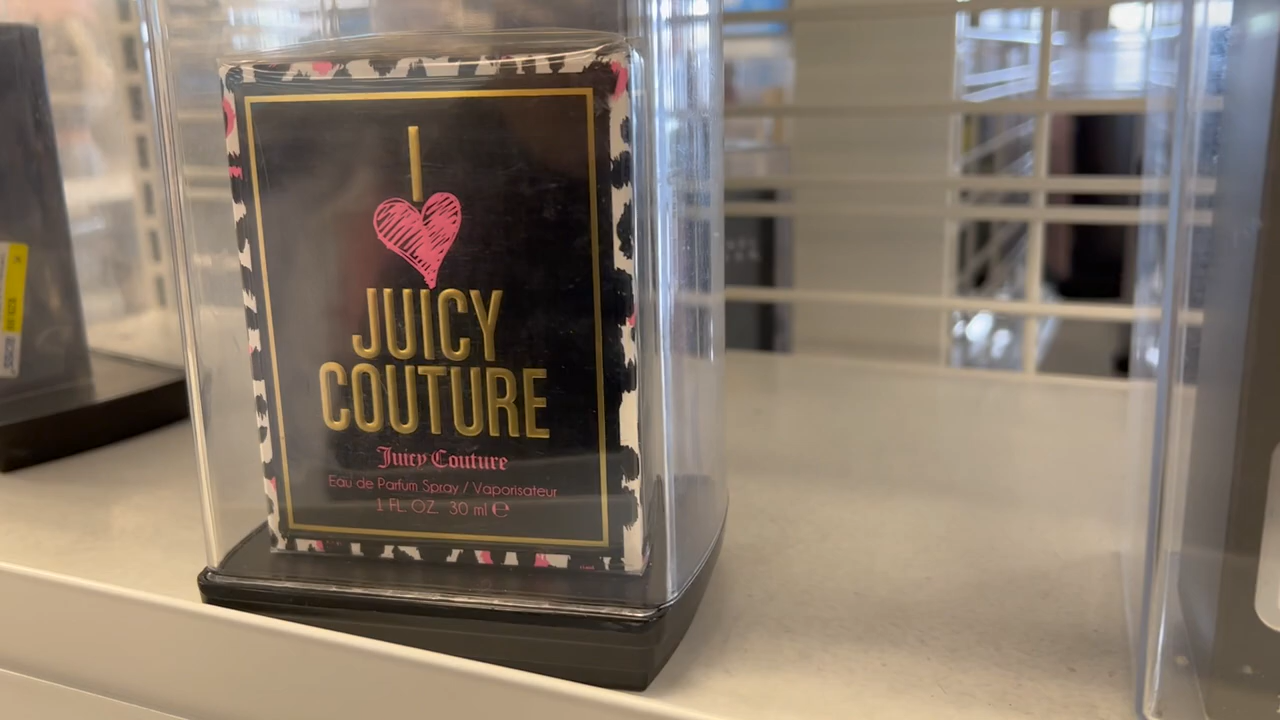 I
JUICY
COUTURE
Juicy Couture
Eau de Parfum Spray / Vaporisateur
1 FL. OZ. 30 ml ℮